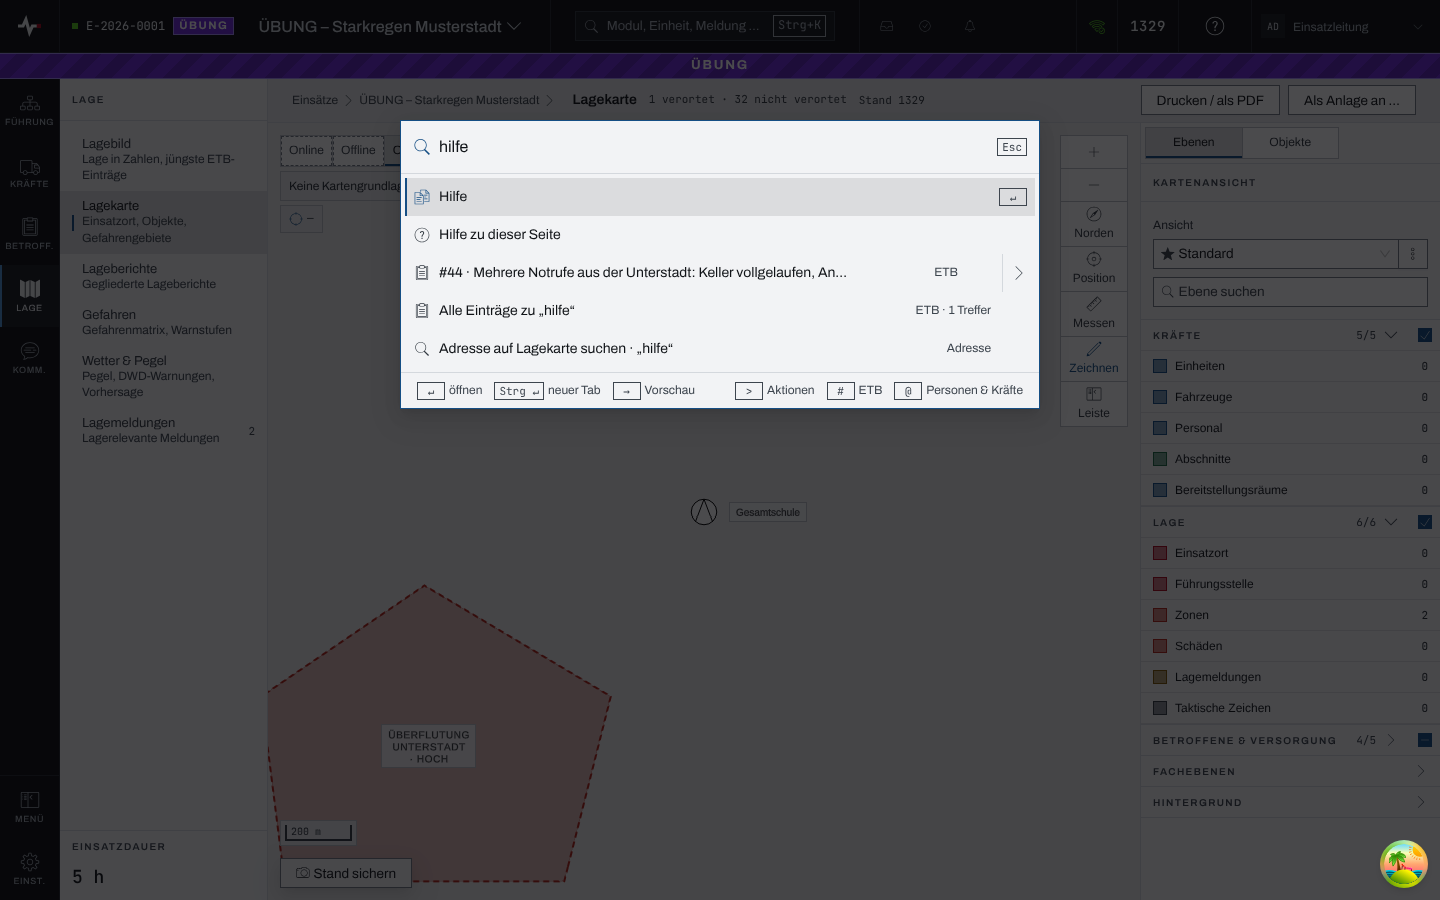 E-2026-0001 ÜBUNG ÜBUNG – Starkregen Musterstadt
Modul, Einheit, Meldung ... Strg+K
1329
AD Einsatzleitung
ÜBUNG
FÜHRUNG
KRÄFTE
BETROFF.
LAGE
KOMM.
MENÜ
EINST.
LAGE
Lagebild
Lage in Zahlen, jüngste ETB-
Einträge
Lagekarte
Einsatzort, Objekte,
Gefahrengebiete
Lageberichte
Gegliederte Lageberichte
Gefahren
Gefahrenmatrix, Warnstufen
Wetter & Pegel
Pegel, DWD-Warnungen,
Vorhersage
Lagemeldungen
Lagerelevante Meldungen 2
EINSATZDAUER
5 h
Einsätze ÜBUNG – Starkregen Musterstadt Lagekarte 1 verortet · 32 nicht verortet Stand 1329
Drucken / als PDF Als Anlage an ...
Online Offline
hilfe Esc
Hilfe ↵
Hilfe zu dieser Seite
#44 · Mehrere Notrufe aus der Unterstadt: Keller vollgelaufen, An... ETB
Alle Einträge zu „hilfe“ ETB · 1 Treffer
Adresse auf Lagekarte suchen · „hilfe“ Adresse
↵ öffnen Strg ↵ neuer Tab → Vorschau > Aktionen # ETB @ Personen & Kräfte
+
–
Norden
Position
Messen
Zeichnen
Leiste
Gesamtschule
ÜBERFLUTUNG
UNTERSTADT
· HOCH
200 m
Stand sichern
Ebenen Objekte
KARTENANSICHT
Ansicht
Standard
Ebene suchen
KRÄFTE 5/5
Einheiten 0
Fahrzeuge 0
Personal 0
Abschnitte 0
Bereitstellungsräume 0
LAGE 6/6
Einsatzort 0
Führungsstelle 0
Zonen 2
Schäden 0
Lagemeldungen 0
Taktische Zeichen 0
BETROFFENE & VERSORGUNG 4/5
FACHEBENEN
HINTERGRUND